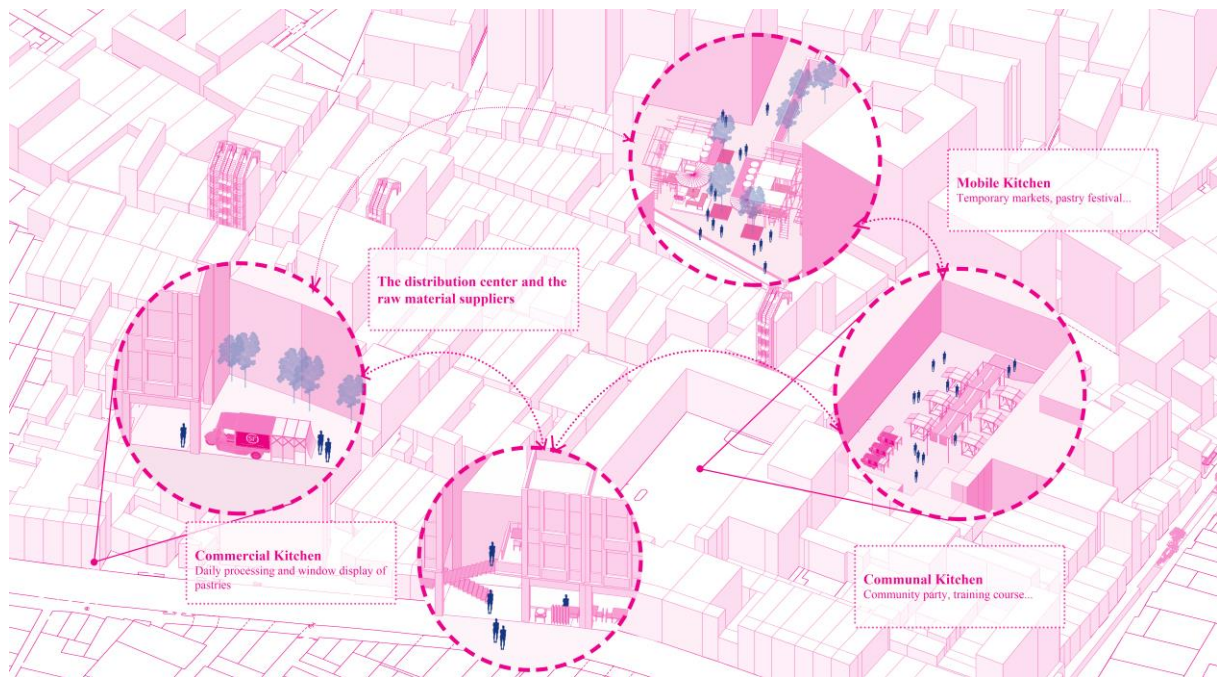 Mobile Kitchen
Temporary markets, pastry festival...
The distribution center and the
raw material suppliers
Commercial Kitchen
Daily processing and window display of
pastries
Communal Kitchen
Community party, training course...